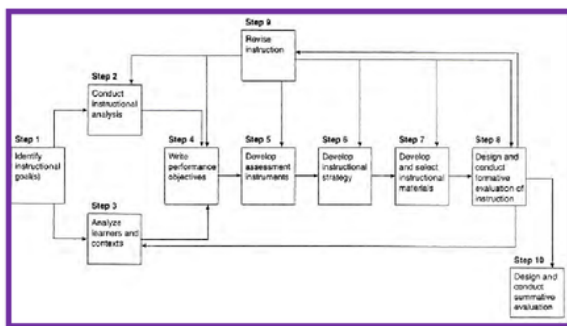 Step 9
Revise
instruction
Step 2
Conduct
instructional
analysis
Step 1
Identify
instructional
goal(s)
Step 4
Write
performance
objectives
Step 5
Develop
assessment
instruments
Step 6
Develop
instructional
strategy
Step 7
Develop
and select
instructional
materials
Step 8
Design and
conduct
formative
evaluation of
instruction
Step 3
Analyze
learners and
contexts
Step 10
Design and
conduct
summative
evaluation